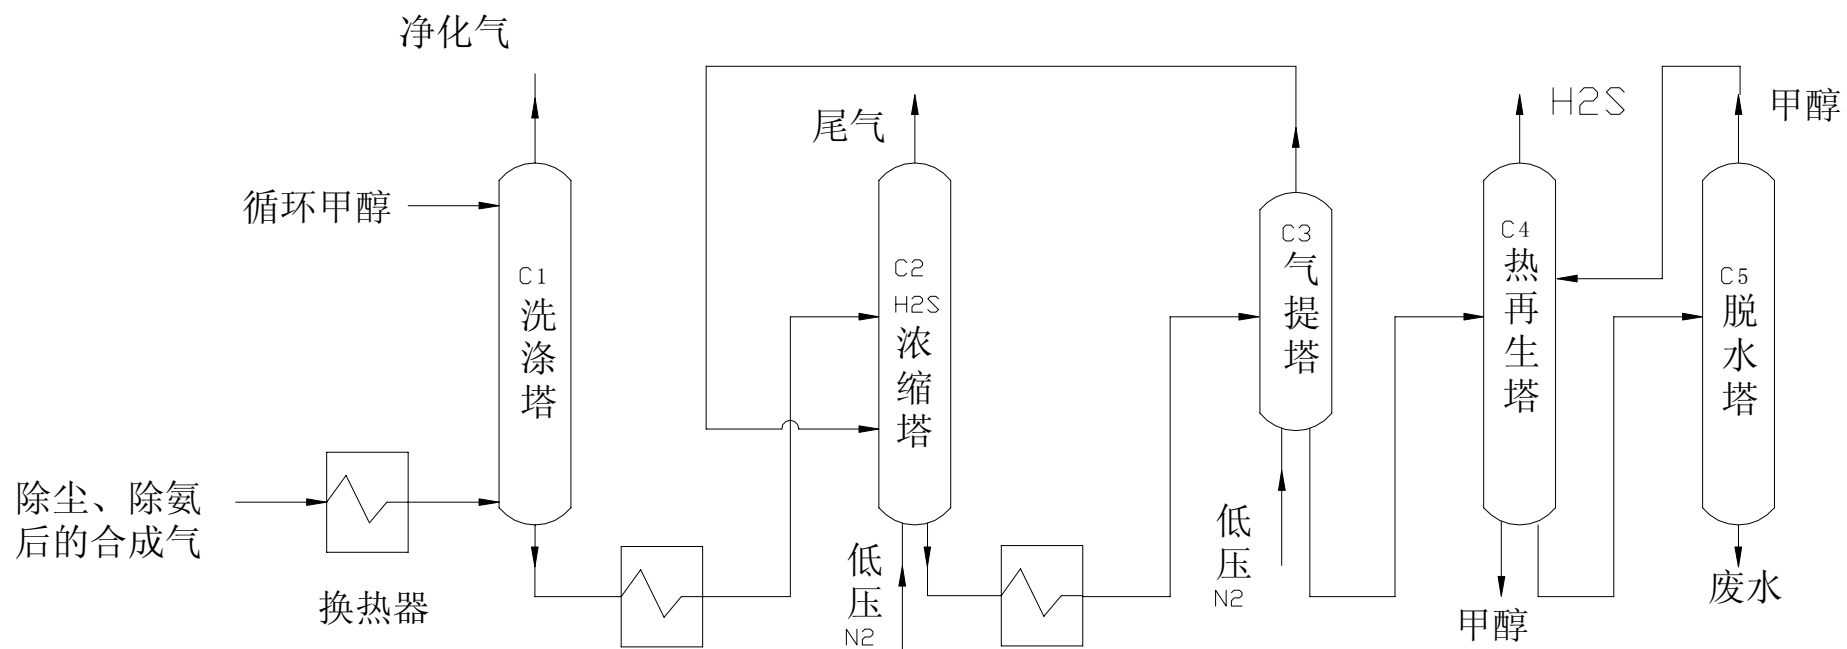 净化气
尾气
H2S
甲醇
循环甲醇
C1
洗涤塔
C2
H2S
浓缩塔
C3
气提塔
C4
热再生塔
C5
脱水塔
除尘、除氨
后的合成气
换热器
低压
N2
低压
N2
甲醇
废水